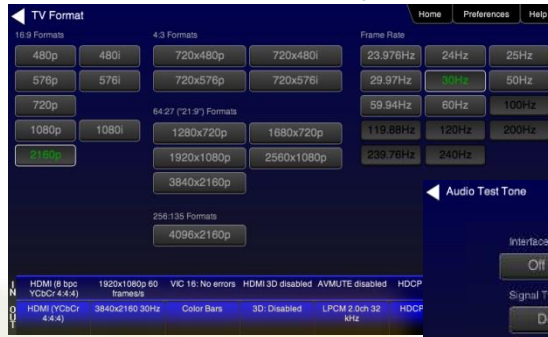 TV Format
Home Preferences Help
16:9 Formats 4:3 Formats Frame Rate
480p 480i 720x480p 720x480i 23.976Hz 24Hz 25Hz
576p 576i 720x576p 720x576i 29.97Hz 30Hz 50Hz
720p 59.94Hz 60Hz 100Hz
64:27 ("21:9") Formats
1080p 1080i 1280x720p 1680x720p 119.88Hz 120Hz 200Hz
2160p 1920x1080p 2560x1080p 239.76Hz 240Hz
3840x2160p
Audio Test Tone
256:135 Formats
4096x2160p
Interface
Off
IN HDMI (8 bpc YCbCr 4:4:4) 1920x1080p 60 frames/s VIC 16: No errors HDMI 3D disabled AVMUTE disabled HDCP
Signal T
OUT HDMI (YCbCr 4:4:4) 3840x2160 30Hz Color Bars 3D: Disabled LPCM 2.0ch 32 kHz HDCP
D